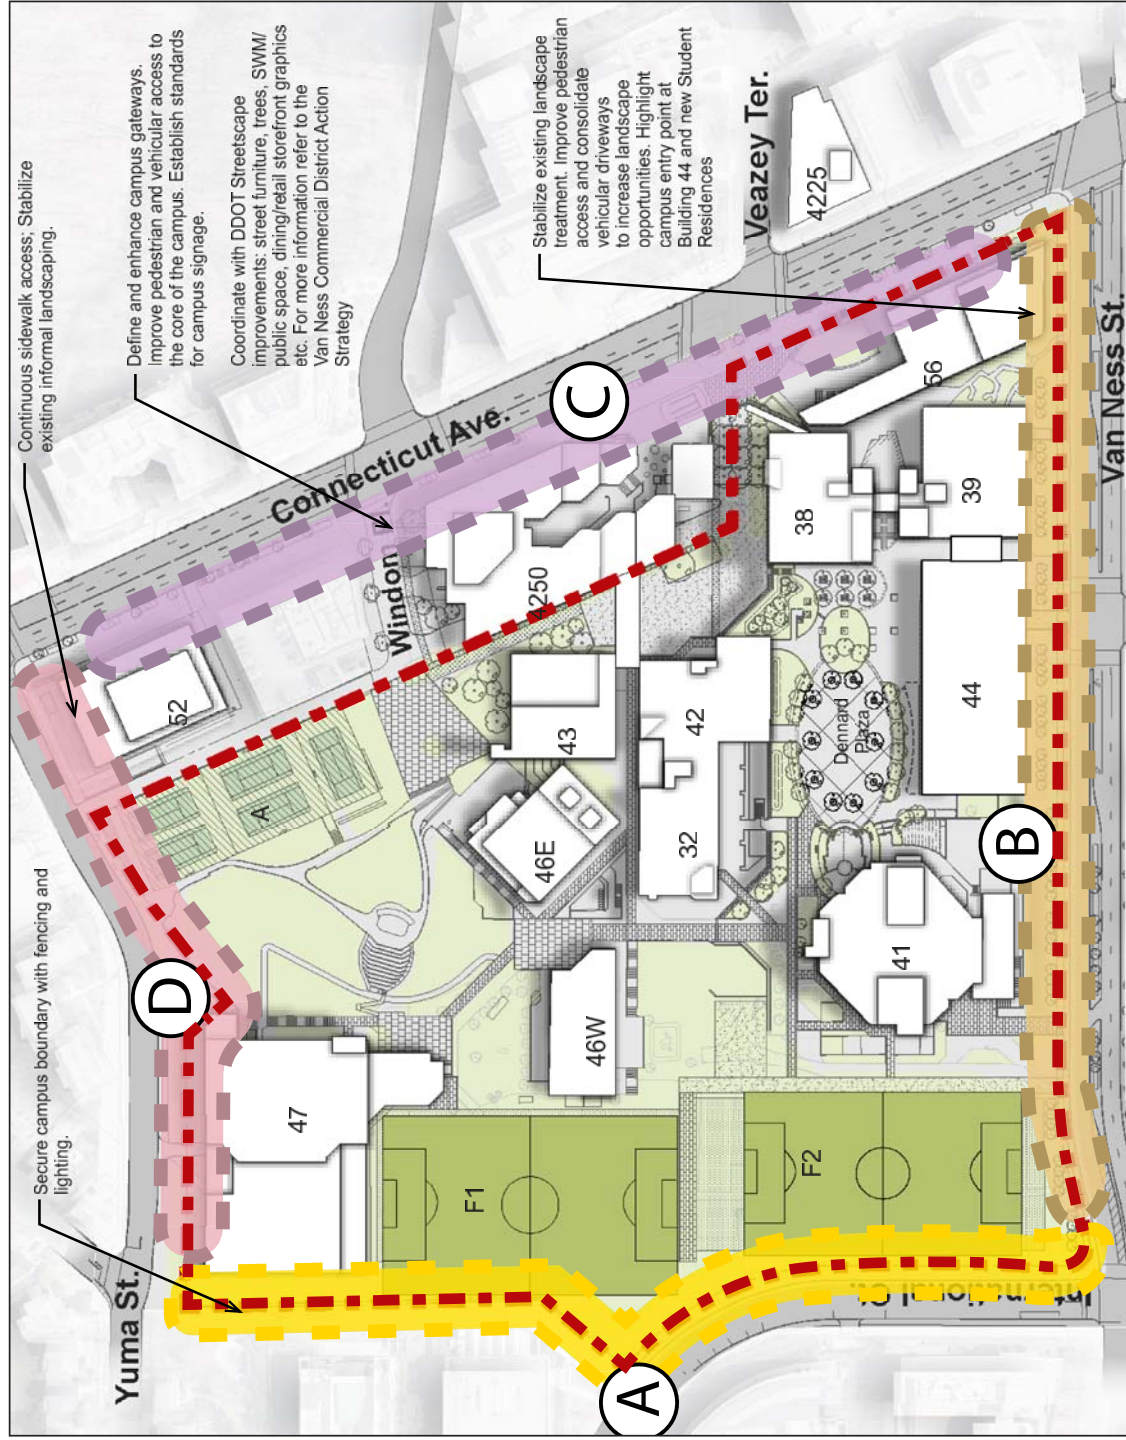 Continuous sidewalk access; Stabilize
existing informal landscaping.
Secure campus boundary with fencing and
lighting.
Define and enhance campus gateways.
Improve pedestrian and vehicular access to
the core of the campus. Establish standards
for campus signage.
Coordinate with DDOT Streetscape
improvements: street furniture, trees, SWM/
public space, dining/retail storefront graphics
etc. For more information refer to the
Van Ness Commercial District Action
Strategy
Yuma St.
D
52
A
47
Connecticut Ave.
Windom
F1
46E
43
4250
46W
C
Stabilize existing landscape
treatment. Improve pedestrian
access and consolidate
vehicular driveways
to increase landscape
opportunities. Highlight
campus entry point at
Building 44 and new Student
Residences
A
32
42
Veazey Ter.
F2
38
4225
Dennard
Plaza
41
56
44
39
B
International
Van Ness St.